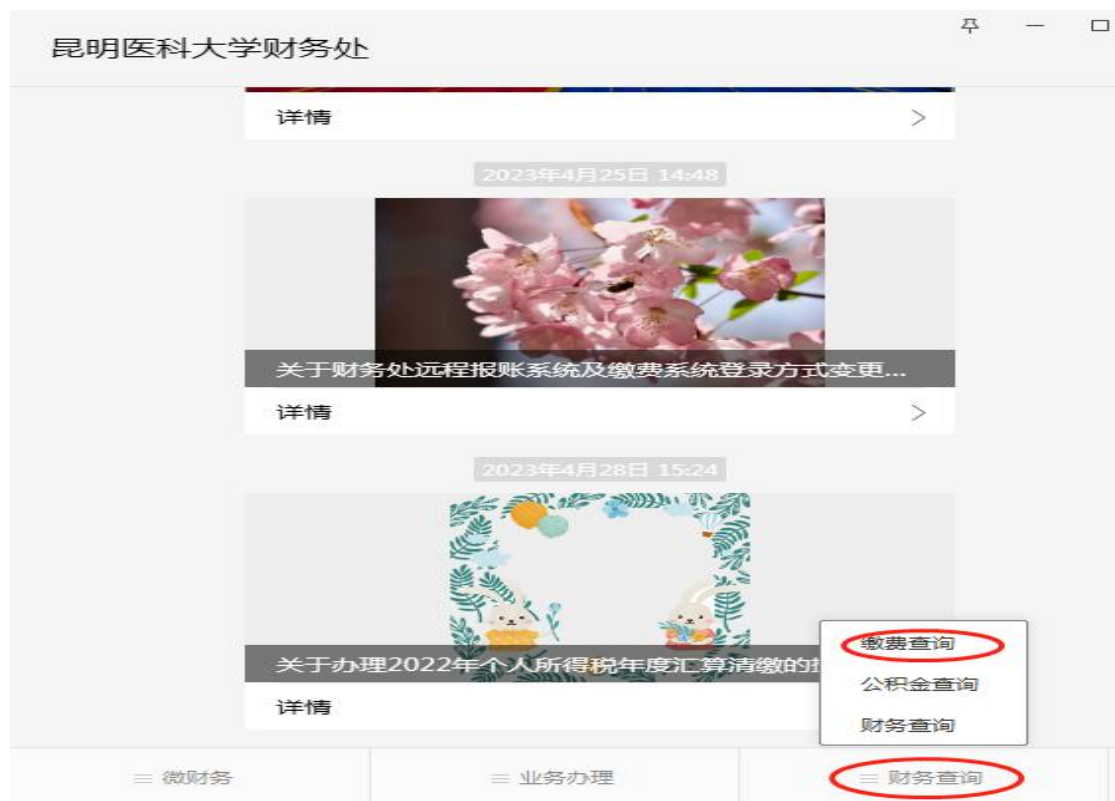 昆明医科大学财务处
详情
2023年4月25日 14:48
关于财务处远程报账系统及缴费系统登录方式变更...
详情
2023年4月28日 15:24
关于办理2022年个人所得税年度汇算清缴的
详情
缴费查询
公积金查询
财务查询
微财务
业务办理
财务查询